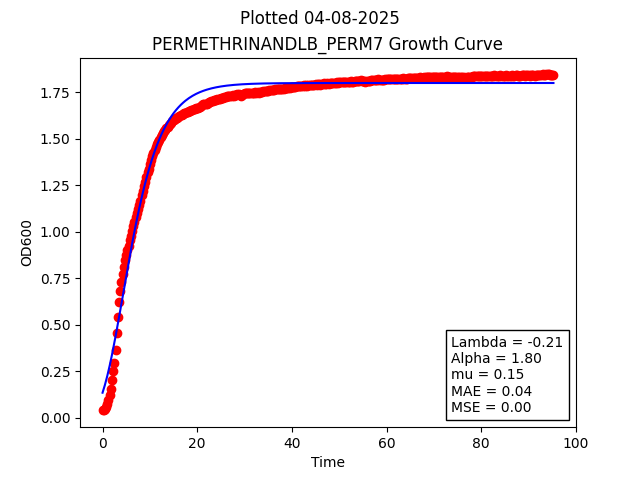 Plotted 04-08-2025
PERMETHRINANDLB_PERM7 Growth Curve
OD600
1.75
1.50
1.25
1.00
0.75
0.50
0.25
0.00
Lambda = -0.21
Alpha = 1.80
mu = 0.15
MAE = 0.04
MSE = 0.00
0 20 40 60 80 100
Time